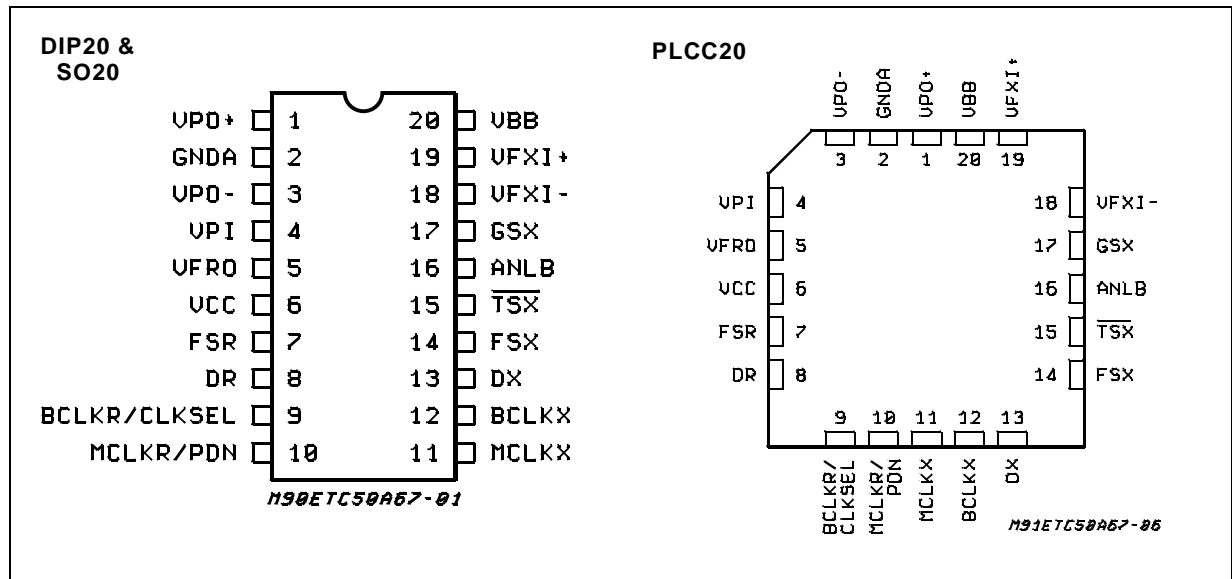 DIP20 &
SO20
VPO+ 1 20 VBB
GNDA 2 19 VFXI+
VPO- 3 18 VFXI-
VPI 4 17 GSX
VFRO 5 16 ANLB
VCC 6 15 TSX
FSR 7 14 FSX
DR 8 13 DX
BCLKR/CLKSEL 9 12 BCLKX
MCLKR/PDN 10 11 MCLKX
M90ETC50A67-01
PLCC20
VPO- GNDA VPO+ VBB VFXI+
3 2 1 20 19
VPI 4 18 VFXI-
VFRO 5 17 GSX
VCC 6 16 ANLB
FSR 7 15 TSX
DR 8 14 FSX
9 10 11 12 13
BCLKR/
CLKSEL
MCLKR/
PDN
MCLKX
BCLKX
DX
M91ETC50A67-06